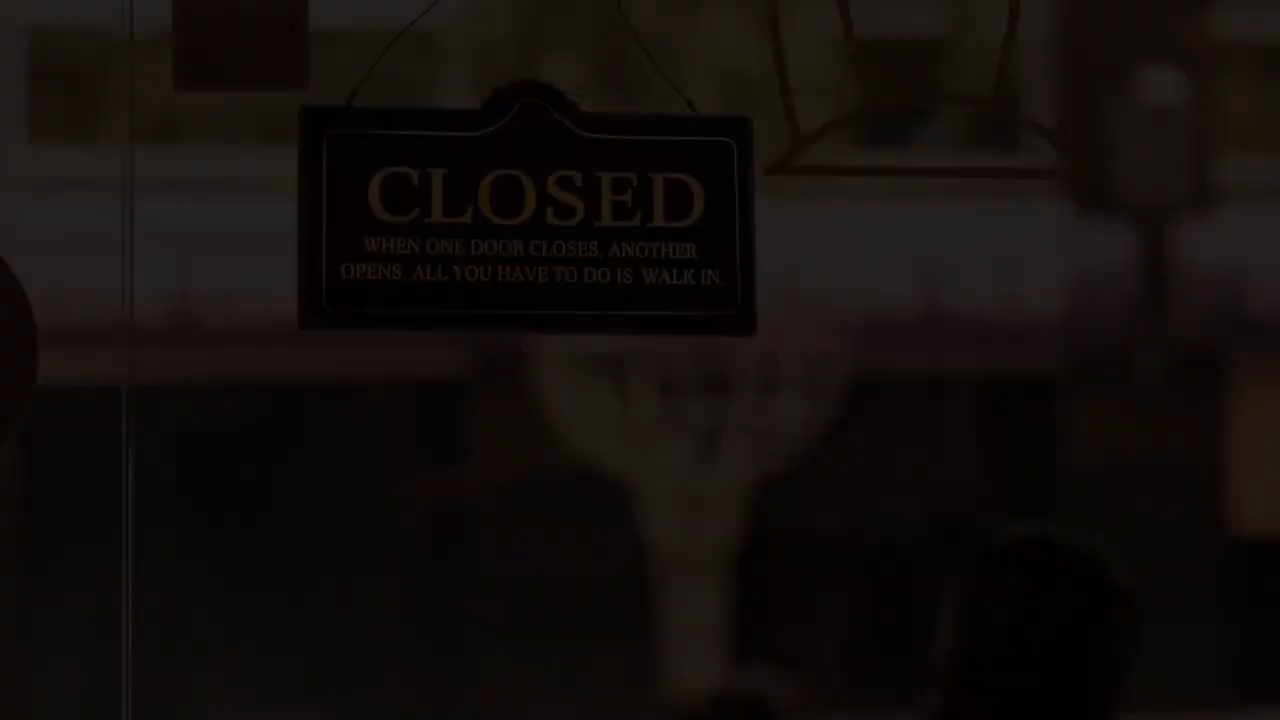 CLOSED
WHEN ONE DOOR CLOSES, ANOTHER
OPENS. ALL YOU HAVE TO DO IS WALK IN.